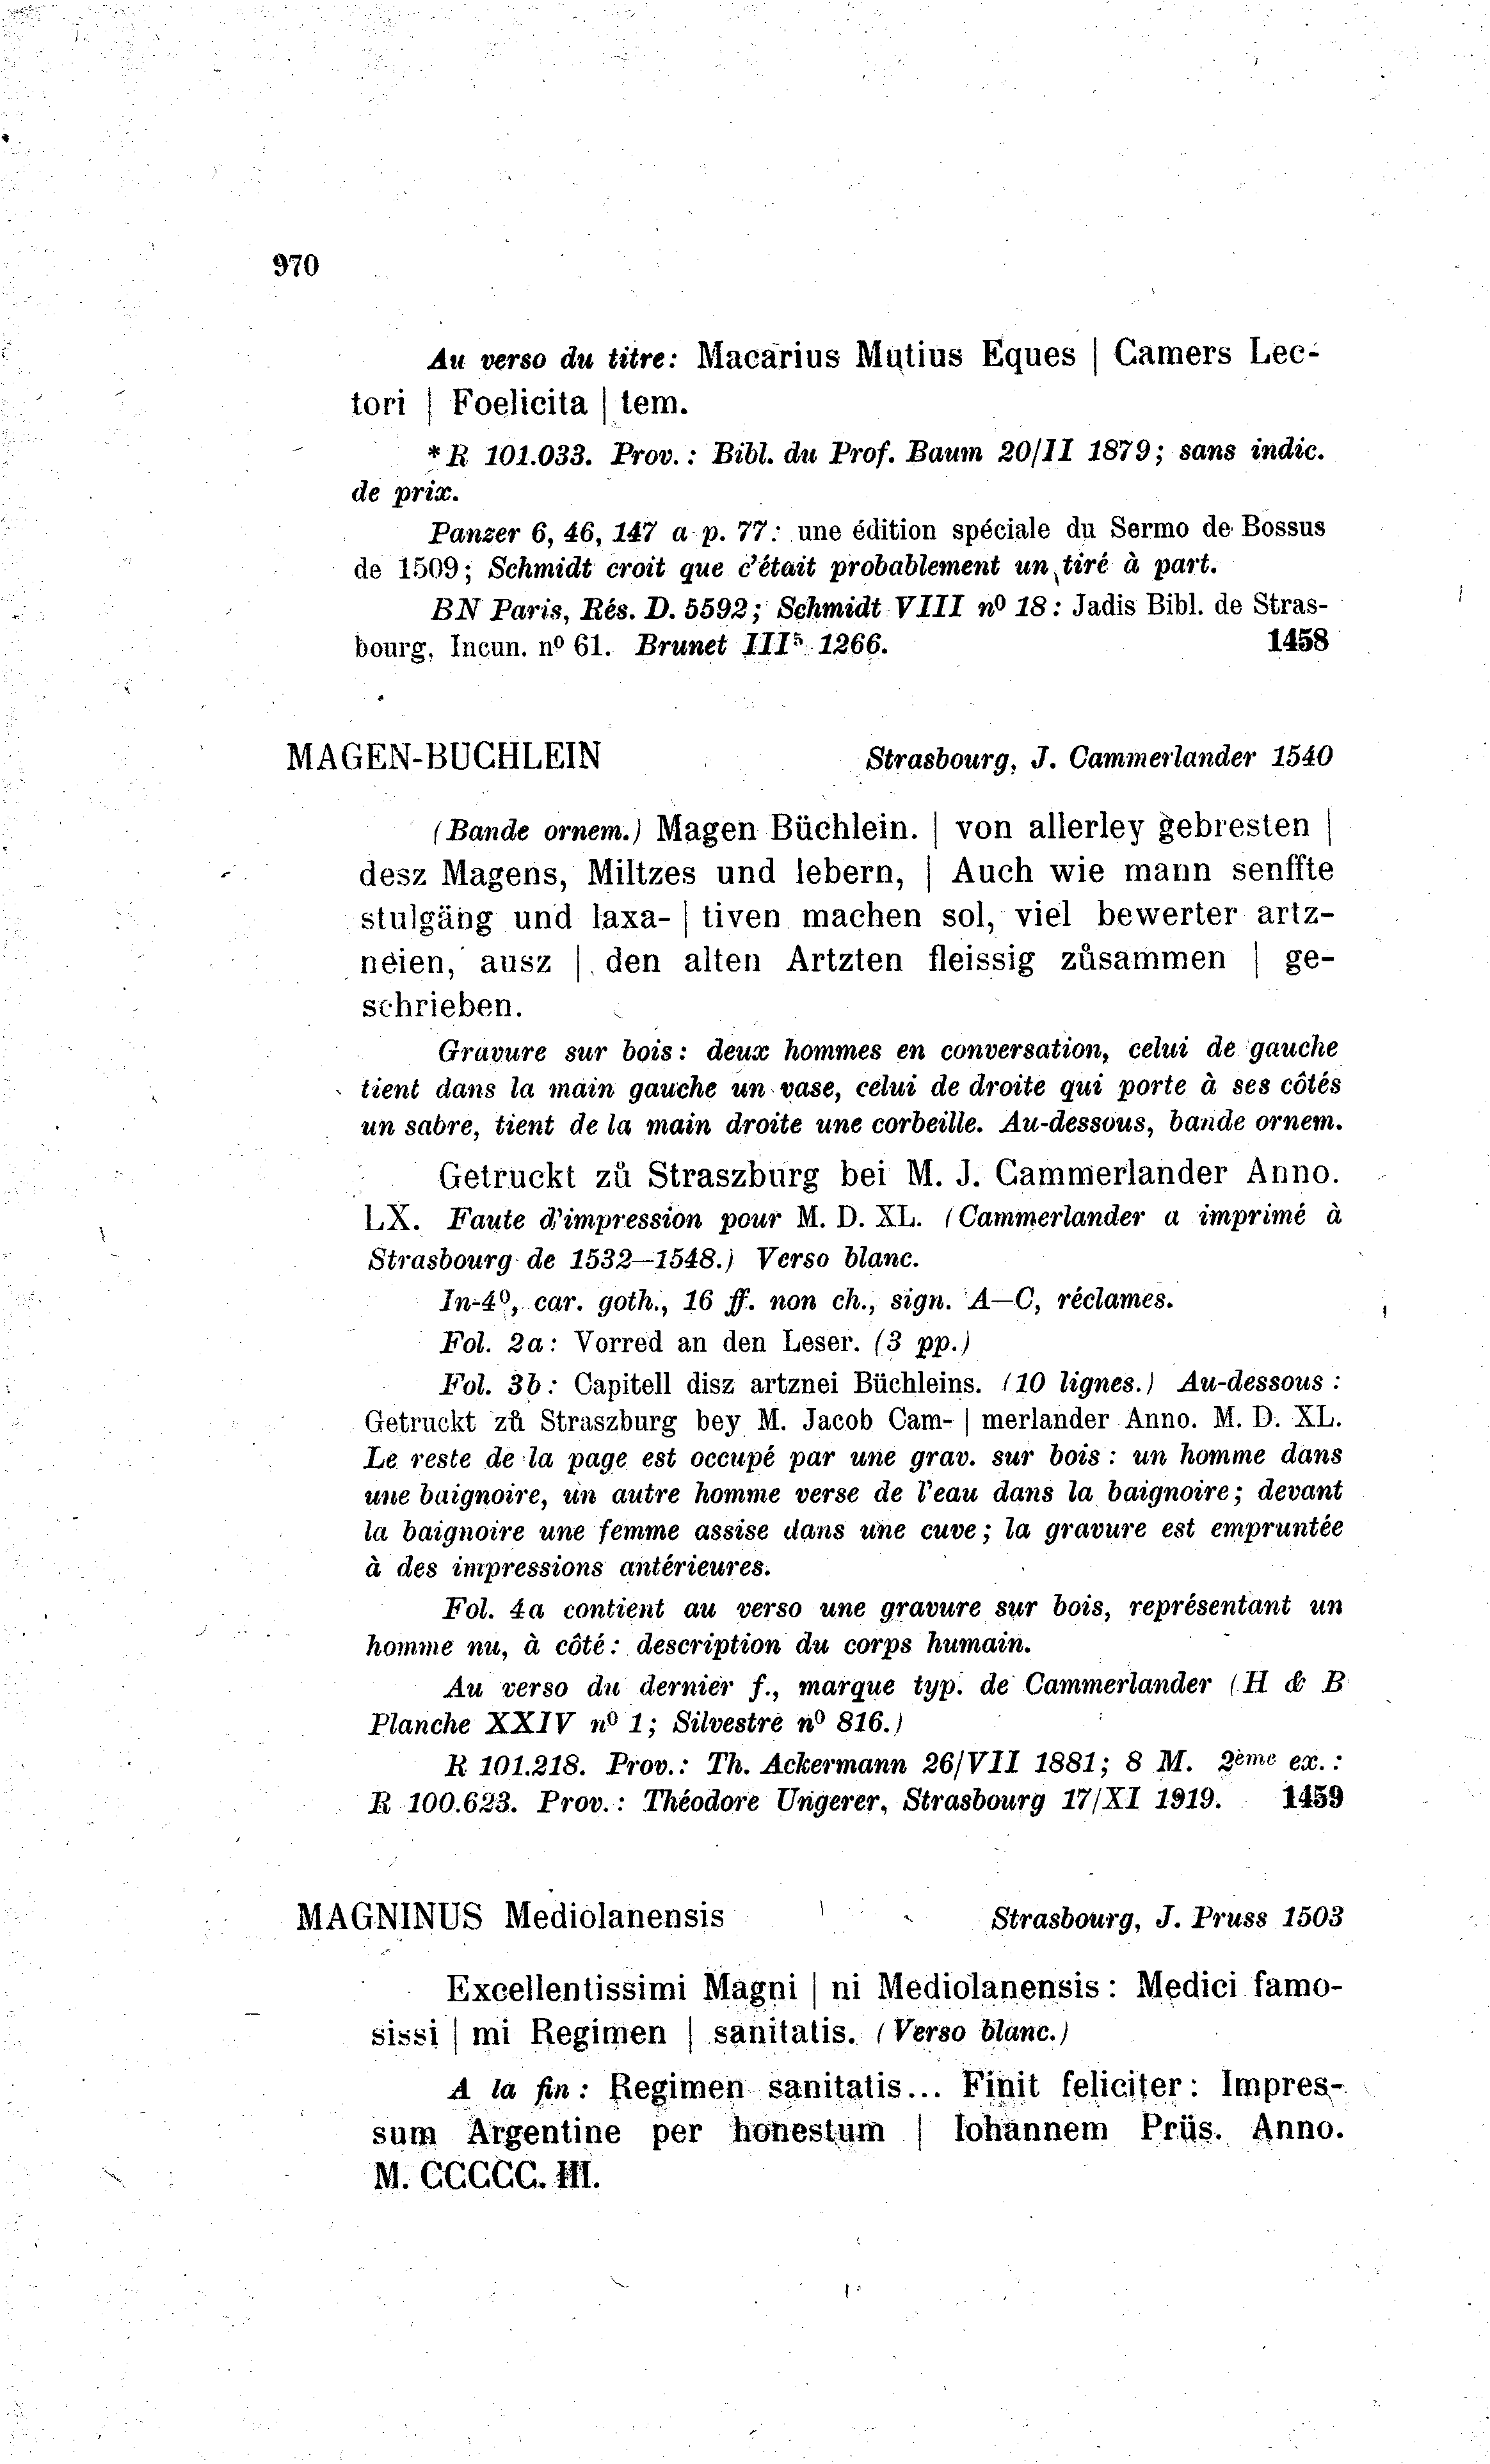 970
Au verso du titre: Macarius Mutius Eques | Camers Lec-
tori | Foelicita | tem.
* R 101.033. Prov.: Bibl. du Prof. Baum 20/II 1879; sans indic.
de prix.
Panzer 6, 46, 147 a p. 77: une édition spéciale du Sermo de Bossus
de 1509; Schmidt croit que c'était probablement un tiré à part.
BN Paris, Rés. D. 5592; Schmidt VIII nº 18: Jadis Bibl. de Stras-
bourg, Incun. nº 61. Brunet III⁵ 1266. 1458
MAGEN-BUCHLEIN Strasbourg, J. Cammerlander 1540
(Bande ornem.) Magen Büchlein. | von allerley gebresten |
desz Magens, Miltzes und lebern, | Auch wie mann senffte
stulgäng und laxa- | tiven machen sol, viel bewerter artz-
neien, ausz | den alten Artzten fleissig zůsammen | ge-
schrieben.
Gravure sur bois: deux hommes en conversation, celui de gauche
tient dans la main gauche un vase, celui de droite qui porte à ses côtés
un sabre, tient de la main droite une corbeille. Au-dessous, bande ornem.
Getruckt zů Straszburg bei M. J. Cammerlander Anno.
LX. Faute d'impression pour M. D. XL. (Cammerlander a imprimé à
Strasbourg de 1532—1548.) Verso blanc.
In-4º, car. goth., 16 ff. non ch., sign. A—C, réclames.
Fol. 2a: Vorred an den Leser. (3 pp.)
Fol. 3b: Capitell disz artznei Büchleins. (10 lignes.) Au-dessous:
Getruckt zů Straszburg bey M. Jacob Cam- | merlander Anno. M. D. XL.
Le reste de la page est occupé par une grav. sur bois: un homme dans
une baignoire, un autre homme verse de l'eau dans la baignoire; devant
la baignoire une femme assise dans une cuve; la gravure est empruntée
à des impressions antérieures.
Fol. 4a contient au verso une gravure sur bois, représentant un
homme nu, à côté: description du corps humain.
Au verso du dernier f., marque typ. de Cammerlander (H & B
Planche XXIV nº 1; Silvestre nº 816.)
R 101.218. Prov.: Th. Ackermann 26/VII 1881; 8 M. 2ème ex.:
R 100.623. Prov.: Théodore Ungerer, Strasbourg 17/XI 1919. 1459
MAGNINUS Mediolanensis Strasbourg, J. Pruss 1503
Excellentissimi Magni | ni Mediolanensis: Medici famo-
sissi | mi Regimen | sanitatis. (Verso blanc.)
A la fin: Regimen sanitatis... Finit feliciter: Impres-
sum Argentine per honestum | Iohannem Prüs. Anno.
M. CCCCC. III.